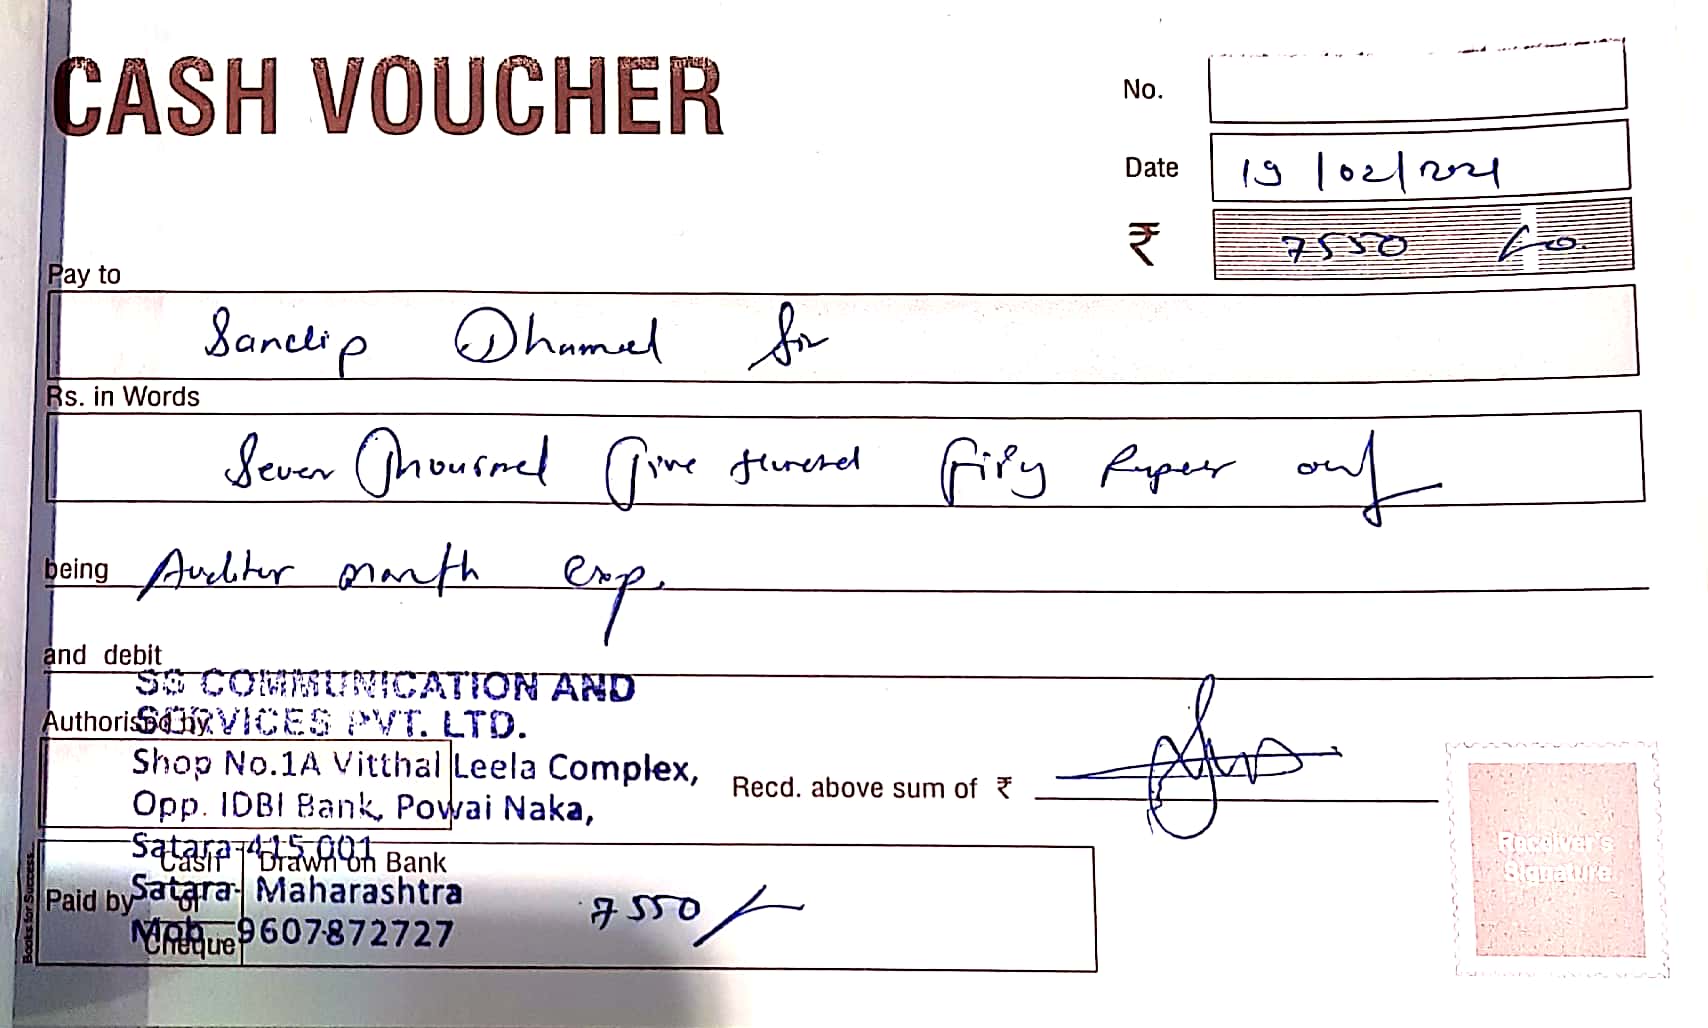 CASH VOUCHER
No.
Date 19/02/2021
₹ 7550/00.
Pay to
Sandip Dhumal Sir
Rs. in Words
Seven Thousand Five Hundred Fifty Rupees only
being Auditor month exp.
and debit
SS COMMUNICATION AND
SERVICES PVT. LTD.
Authorised by
Shop No.1A Vitthal Leela Complex,
Opp. IDBI Bank, Powai Naka,
Satara-415 001
Satara- Maharashtra
Mob 9607872727
Recd. above sum of ₹
Receiver's
Signature
Paid by Cash or Cheque
Drawn on Bank
7550/-
Books for Success